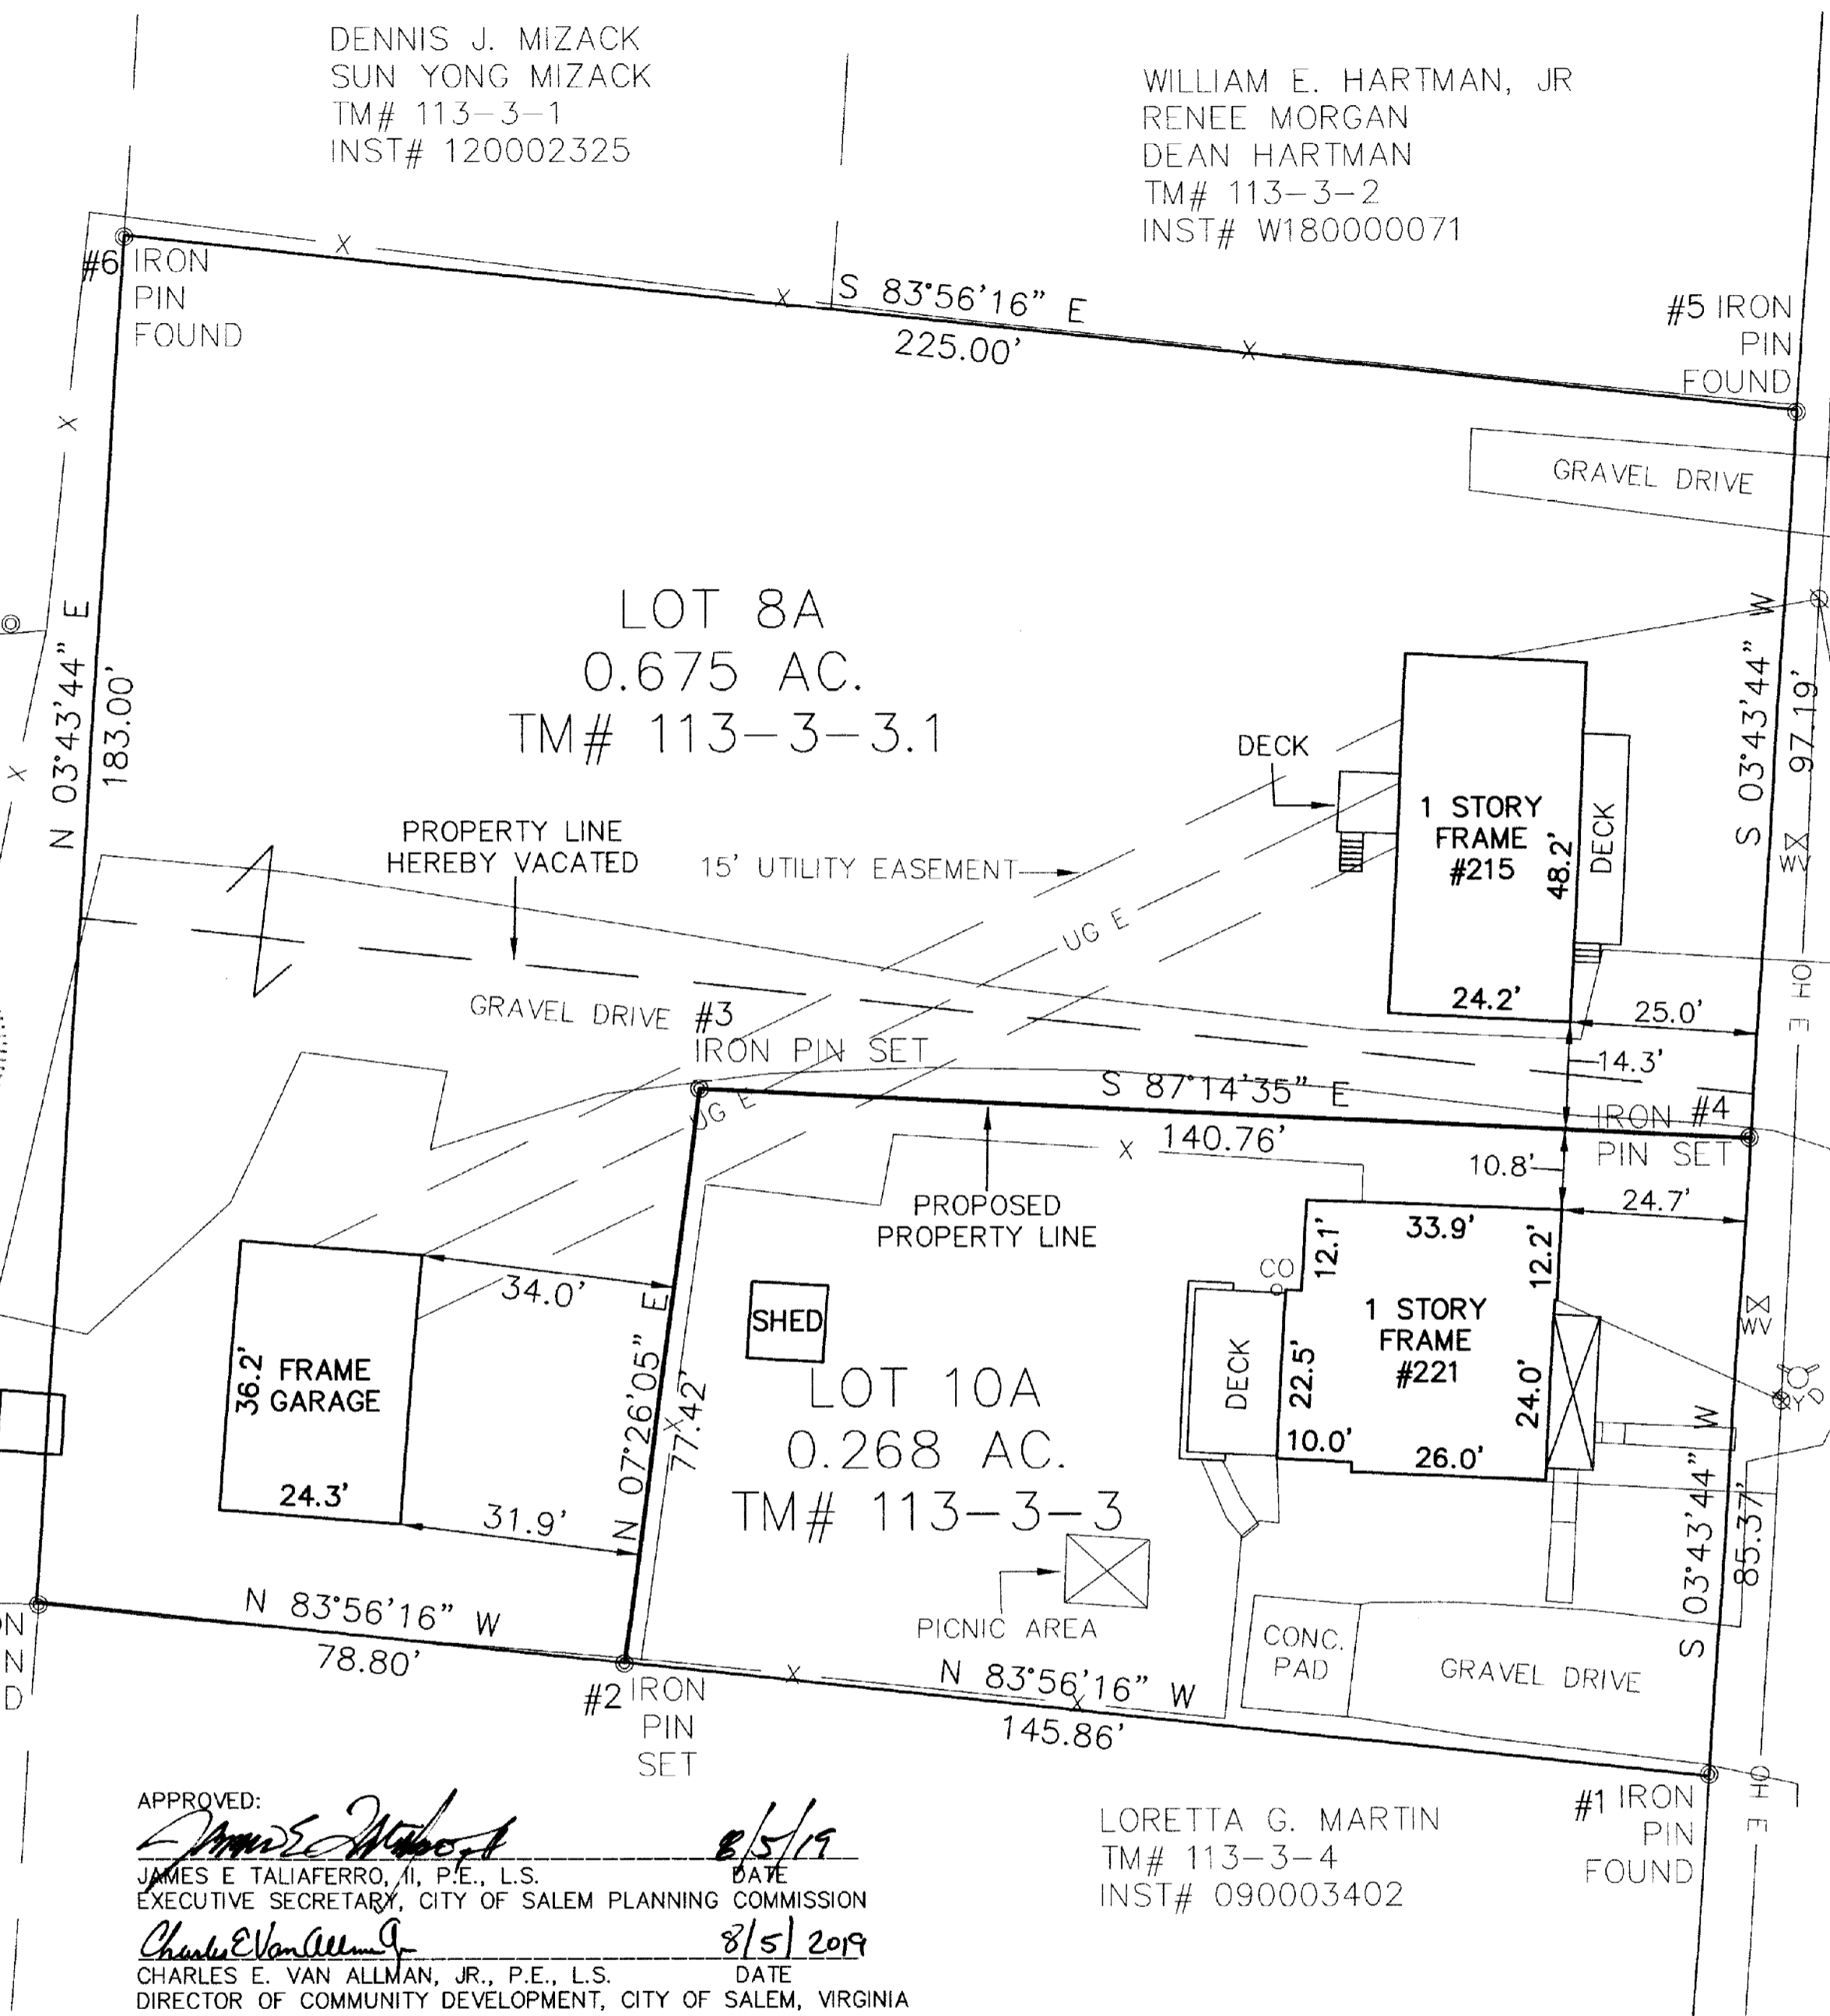 DENNIS J. MIZACK
SUN YONG MIZACK
TM# 113-3-1
INST# 120002325
WILLIAM E. HARTMAN, JR
RENEE MORGAN
DEAN HARTMAN
TM# 113-3-2
INST# W180000071
#6 IRON
PIN
FOUND
X
X
S 83°56'16" E
225.00'
X
#5 IRON
PIN
FOUND
X
GRAVEL DRIVE
LOT 8A
0.675 AC.
TM# 113-3-3.1
N 03°43'44" E
183.00'
X
S 03°43'44" W
97.19'
DECK
1 STORY
FRAME
#215
48.2'
DECK
WV
PROPERTY LINE
HEREBY VACATED
15' UTILITY EASEMENT
UG E
OH E
24.2'
25.0'
GRAVEL DRIVE
#3
IRON PIN SET
14.3'
S 87°14'35" E
140.76'
UG E
X
IRON #4
PIN SET
10.8'
24.7'
PROPOSED
PROPERTY LINE
33.9'
12.1'
12.2'
CO
34.0'
SHED
1 STORY
FRAME
#221
WV
DECK
22.5'
24.0'
10.0'
26.0'
36.2'
FRAME
GARAGE
24.3'
31.9'
N 07°26'05" E
77.42'
X
LOT 10A
0.268 AC.
TM# 113-3-3
YD
S 03°43'44" W
85.37'
PICNIC AREA
CONC.
PAD
GRAVEL DRIVE
N 83°56'16" W
78.80'
ON
N
D
#2 IRON
PIN
SET
X
N 83°56'16" W
X
145.86'
#1 IRON
PIN
FOUND
OH E
LORETTA G. MARTIN
TM# 113-3-4
INST# 090003402
APPROVED:
8/5/19
JAMES E TALIAFERRO, II, P.E., L.S. DATE
EXECUTIVE SECRETARY, CITY OF SALEM PLANNING COMMISSION
Charles E Van Allman Jr 8/5/2019
CHARLES E. VAN ALLMAN, JR., P.E., L.S. DATE
DIRECTOR OF COMMUNITY DEVELOPMENT, CITY OF SALEM, VIRGINIA